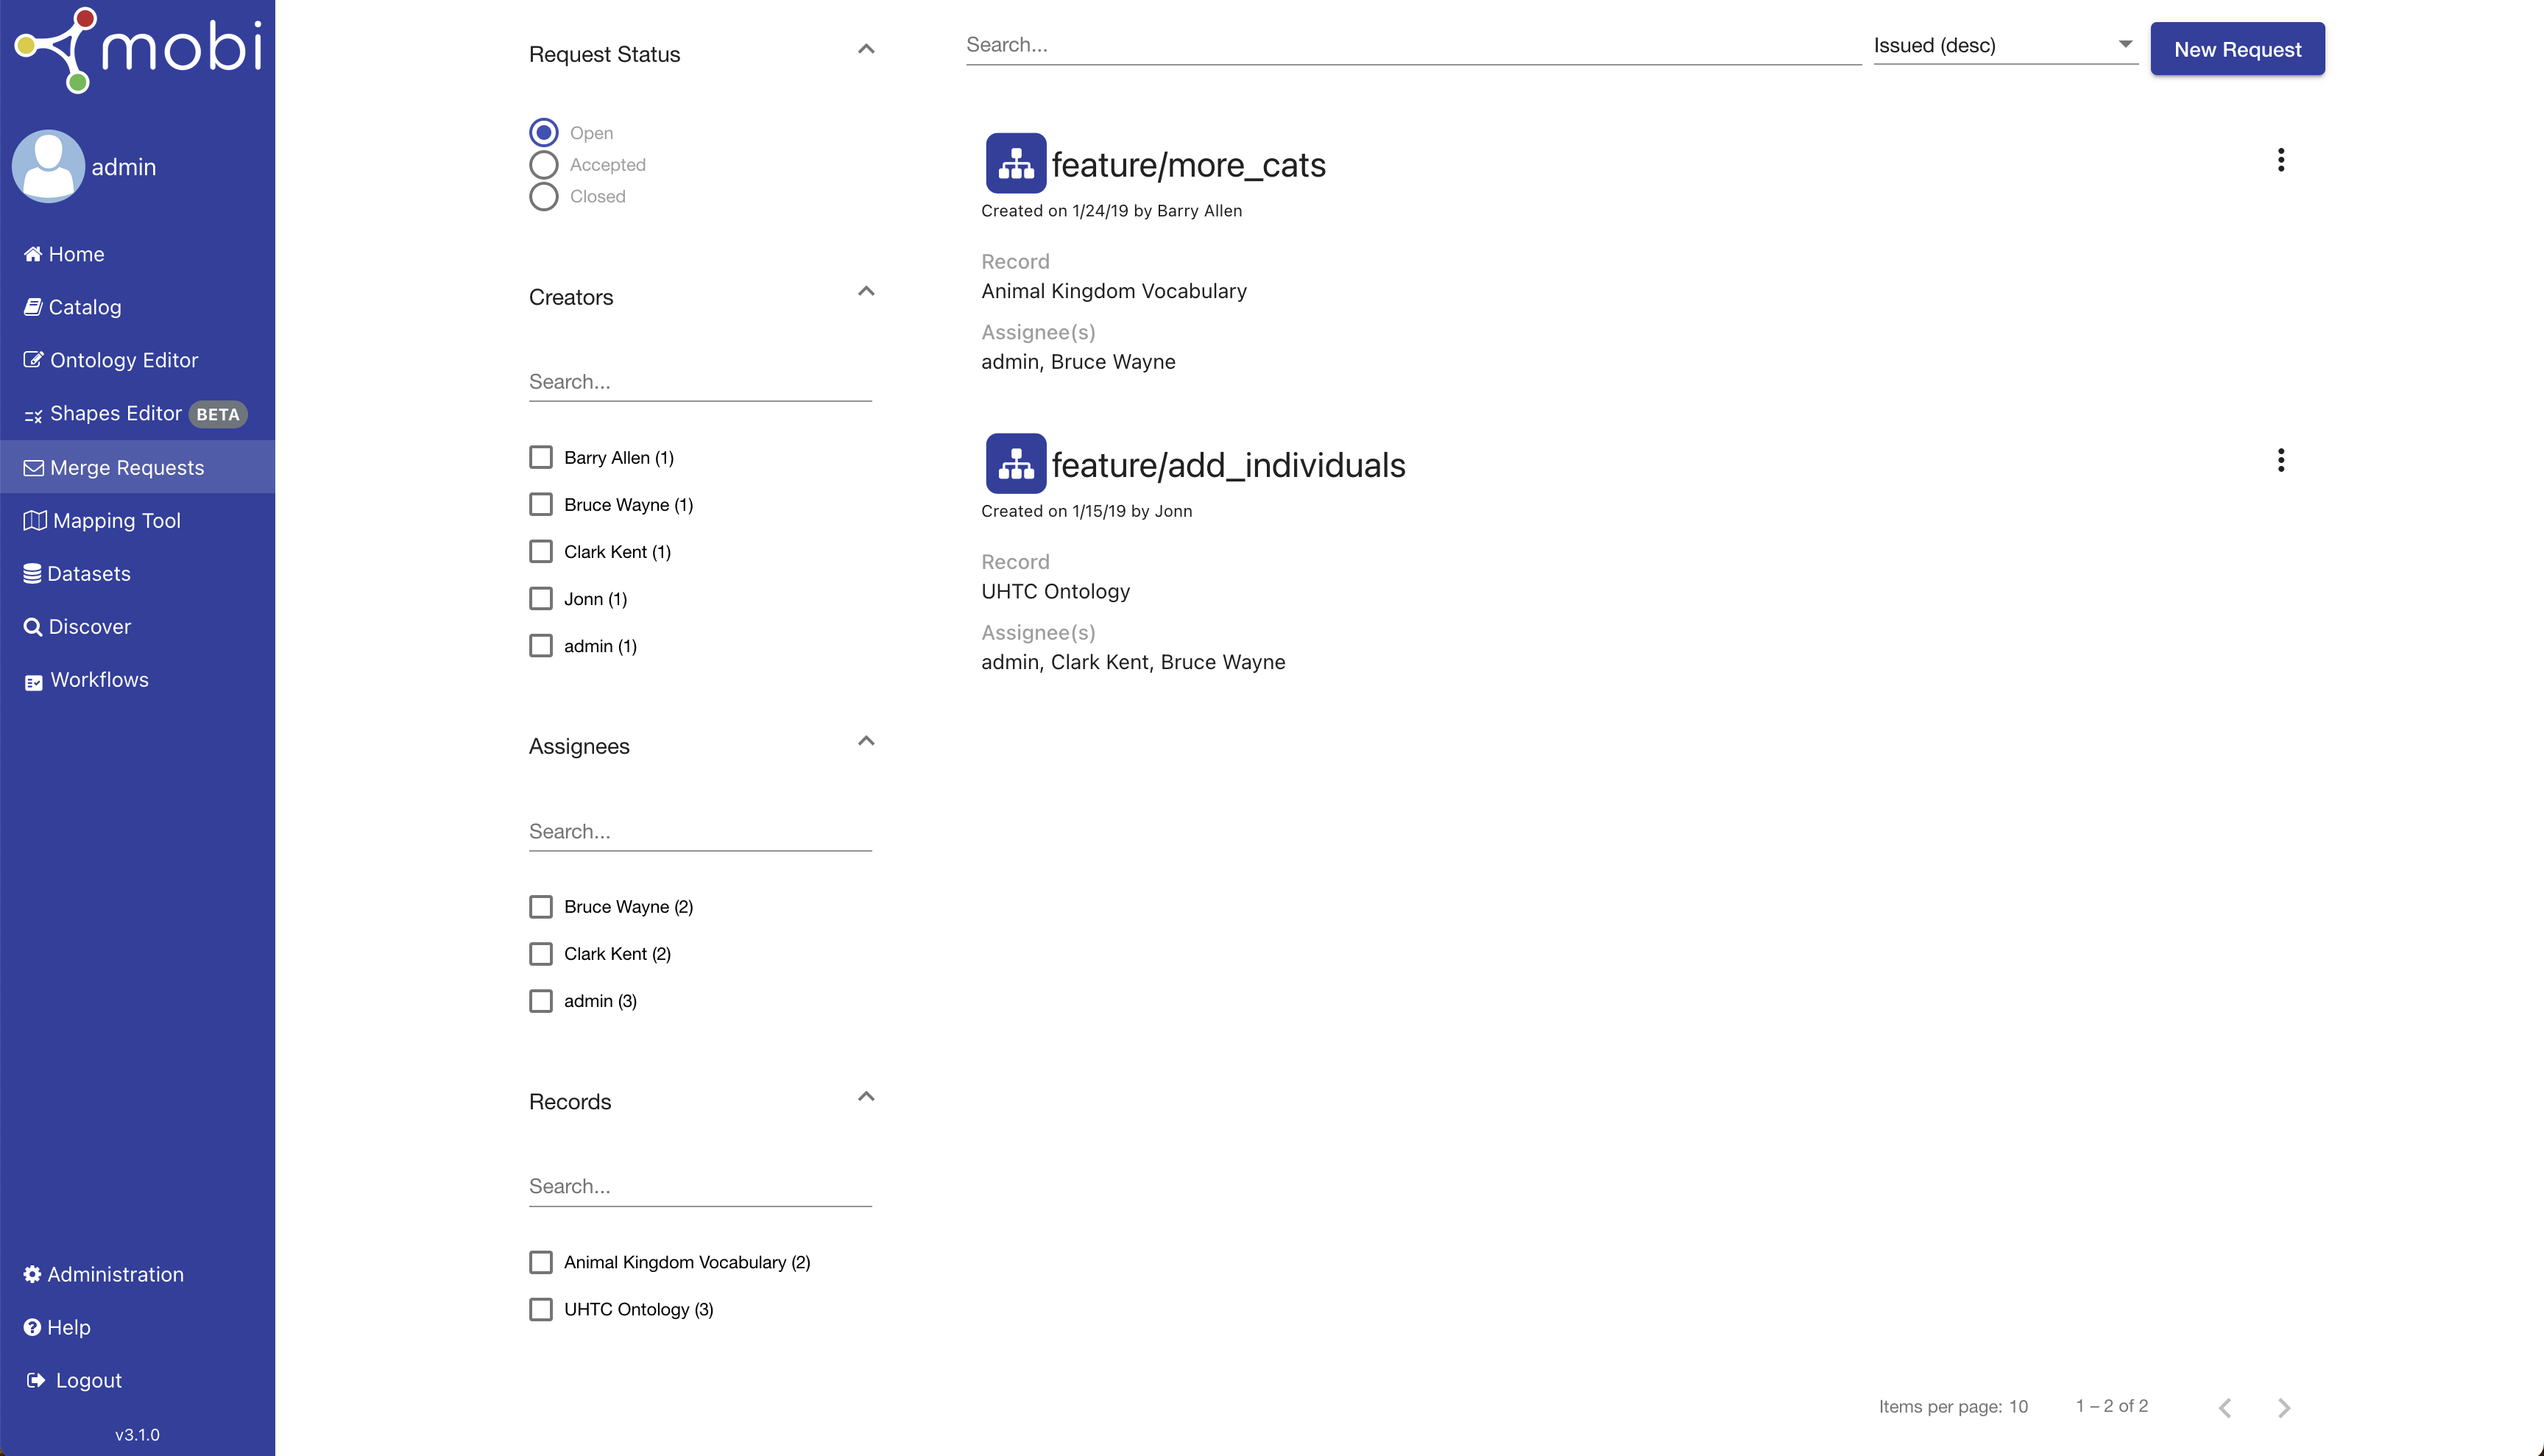 mobi
admin
Home
Catalog
Ontology Editor
Shapes Editor BETA
Merge Requests
Mapping Tool
Datasets
Discover
Workflows
Administration
Help
Logout
v3.1.0
Request Status
Open
Accepted
Closed
Creators
Search...
Barry Allen (1)
Bruce Wayne (1)
Clark Kent (1)
Jonn (1)
admin (1)
Assignees
Search...
Bruce Wayne (2)
Clark Kent (2)
admin (3)
Records
Search...
Animal Kingdom Vocabulary (2)
UHTC Ontology (3)
Search...
Issued (desc)
New Request
feature/more_cats
Created on 1/24/19 by Barry Allen
Record
Animal Kingdom Vocabulary
Assignee(s)
admin, Bruce Wayne
feature/add_individuals
Created on 1/15/19 by Jonn
Record
UHTC Ontology
Assignee(s)
admin, Clark Kent, Bruce Wayne
Items per page: 10
1 – 2 of 2